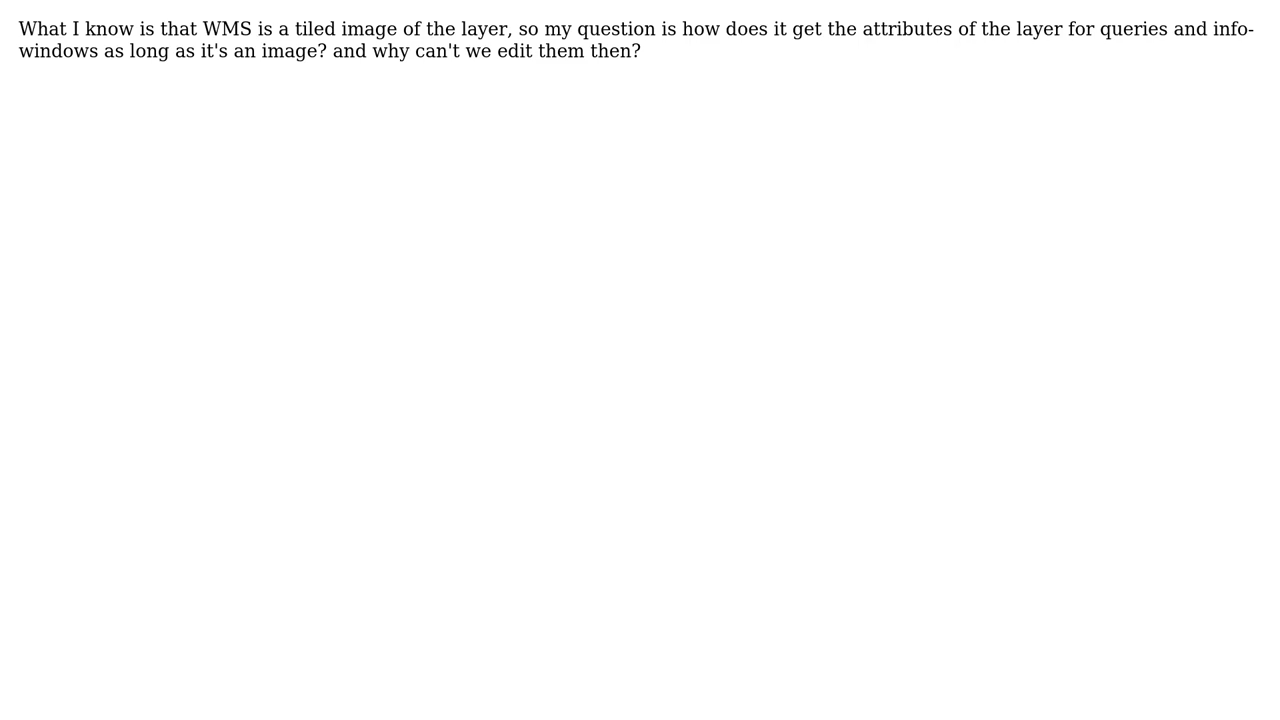 What I know is that WMS is a tiled image of the layer, so my question is how does it get the attributes of the layer for queries and info-
windows as long as it's an image? and why can't we edit them then?